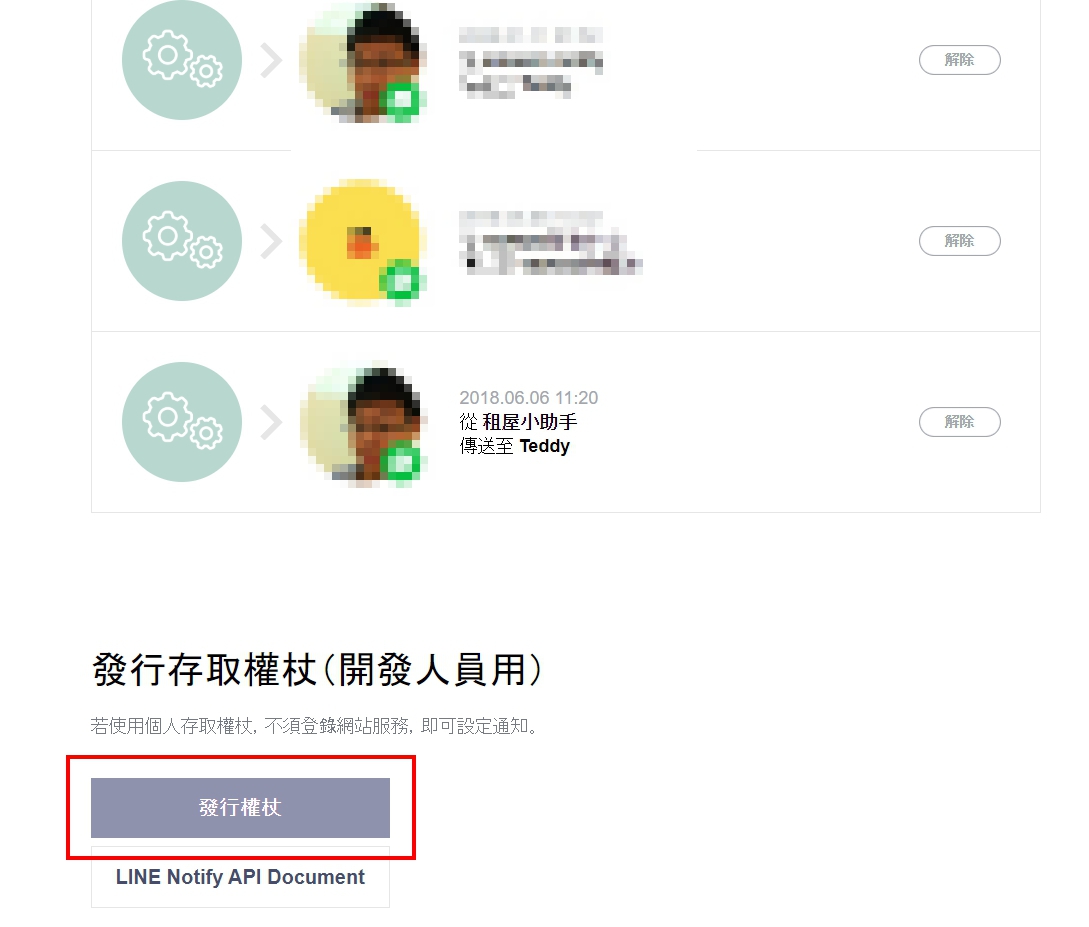 解除
解除
2018.06.06 11:20
從 租屋小助手
傳送至 Teddy
解除
發行存取權杖(開發人員用)
若使用個人存取權杖, 不須登錄網站服務, 即可設定通知。
發行權杖
LINE Notify API Document